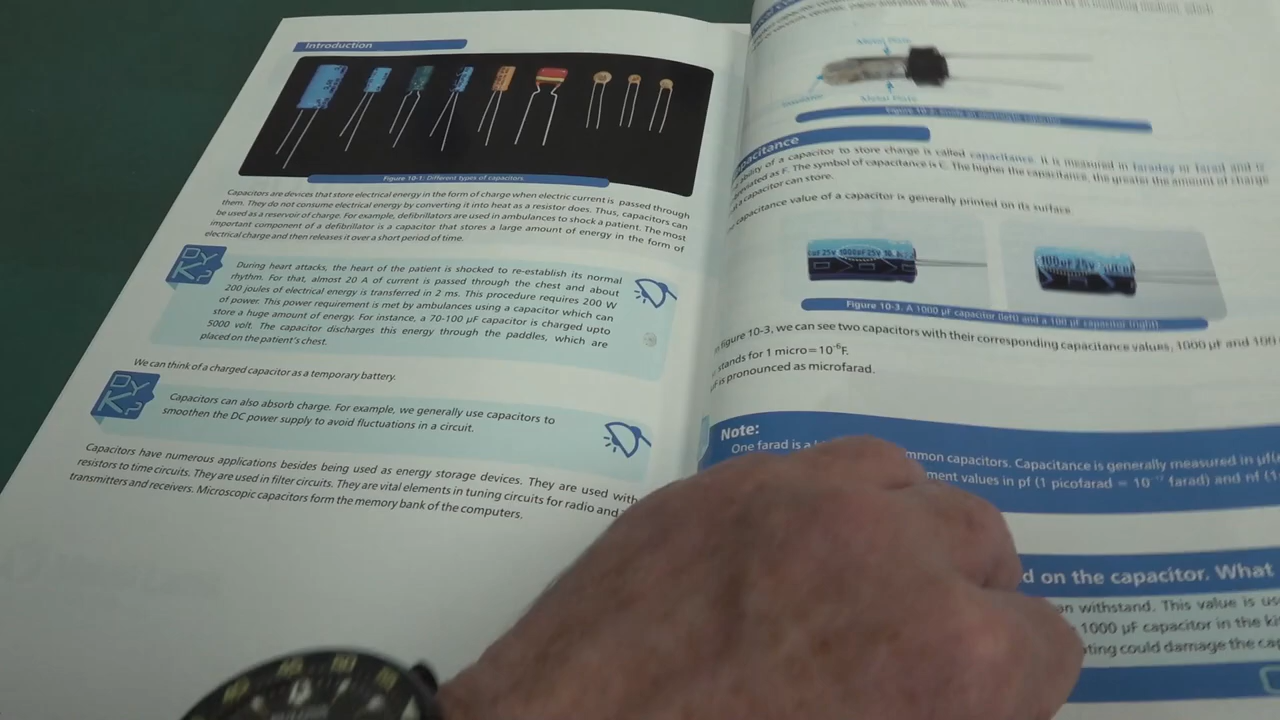 Introduction
Figure 10-1: Different types of capacitors
Capacitors are devices that store electrical energy in the form of charge when electric current is passed through
them. They do not consume electrical energy by converting it into heat as a resistor does. Thus, capacitors can
be used as a reservoir of charge. For example, defibrillators are used in ambulances to shock a patient. The most
important component of a defibrillator is a capacitor that stores a large amount of energy in the form of
electrical charge and then releases it over a short period of time.
During heart attacks, the heart of the patient is shocked to re-establish its normal
rhythm. For that, almost 20 A of current is passed through the chest and about
200 joules of electrical energy is transferred in 2 ms. This procedure requires 200 W
of power. This power requirement is met by ambulances using a capacitor which can
store a huge amount of energy. For instance, a 70-100 µF capacitor is charged upto
5000 volt. The capacitor discharges this energy through the paddles, which are
placed on the patient's chest.
We can think of a charged capacitor as a temporary battery.
Capacitors can also absorb charge. For example, we generally use capacitors to
smoothen the DC power supply to avoid fluctuations in a circuit.
Capacitors have numerous applications besides being used as energy storage devices. They are used with
resistors to time circuits. They are used in filter circuits. They are vital elements in tuning circuits for radio and
transmitters and receivers. Microscopic capacitors form the memory bank of the computers.
Metal Plate
Metal Plate
Capacitance
ability of a capacitor to store charge is called capacitance. It is measured in faraday or farad and is
as F. The symbol of capacitance is C. The higher the capacitance, the greater the amount of charge
a capacitor can store.
capacitance value of a capacitor is generally printed on its surface.
25V 1000µF 25V
100µF 25V
Figure 10-3. A 1000 µF capacitor (left) and a 100 µF capacitor (right)
figure 10-3, we can see two capacitors with their corresponding capacitance values, 1000 µF and 100
stands for 1 micro=10⁻⁶F.
µF is pronounced as microfarad.
Note:
One farad is a mmon capacitors. Capacitance is generally measured in µf
ment values in pf (1 picofarad = 10 farad) and nf (1
d on the capacitor. What
an withstand. This value is us
1000 µF capacitor in the ki
ting could damage the cap